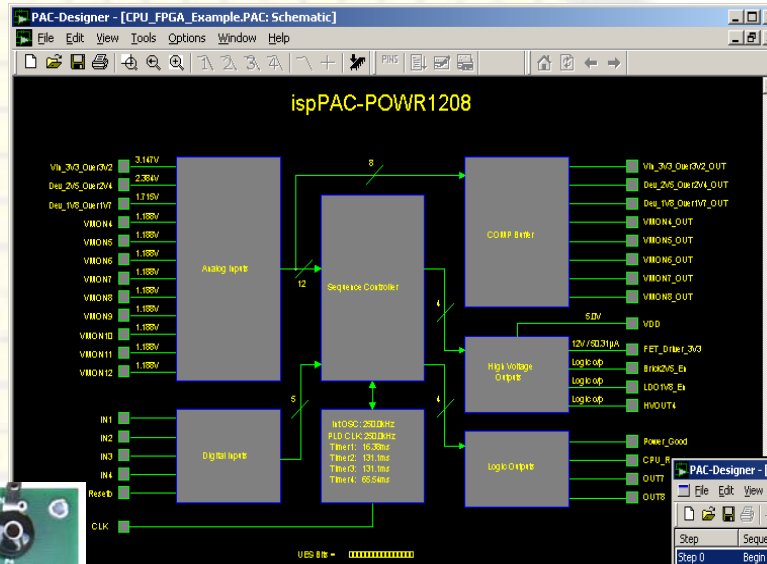 PAC-Designer - [CPU_FPGA_Example.PAC: Schematic]
File Edit View Tools Options Window Help
PINS
ispPAC-POWR1208
VIn_3V3_Over3V2 3.147V
Dev_2V5_Over2V4 2.384V
Dev_1V8_Over1V7 1.715V
VMON4 1.188V
VMON5 1.188V
VMON6 1.188V
VMON7 1.188V
VMON8 1.188V
VMON9 1.188V
VMON10 1.188V
VMON11 1.188V
VMON12 1.188V
Analog Inputs
12
8
Sequence Controller
COMP Buffer
VIn_3V3_Over3V2_OUT
Dev_2V5_Over2V4_OUT
Dev_1V8_Over1V7_OUT
VMON4_OUT
VMON5_OUT
VMON6_OUT
VMON7_OUT
VMON8_OUT
4
High Voltage
Outputs
5.0V VDD
12V / 50.31µA FET_Driver_3V3
Logic o/p Brick2V5_En
Logic o/p LDO1V8_En
Logic o/p HVOUT4
IN1
IN2
IN3
IN4
Resetb
CLK
Digital Inputs
5
IntOSC: 250.0kHz
PLD CLK: 250.0kHz
Timer1: 16.38ms
Timer2: 131.1ms
Timer3: 131.1ms
Timer4: 65.54ms
4
Logic Outputs
Power_Good
CPU_R
OUT7
OUT8
UES Bits =
PAC-Designer - [
File Edit View
Step Seque
Step 0 Begin